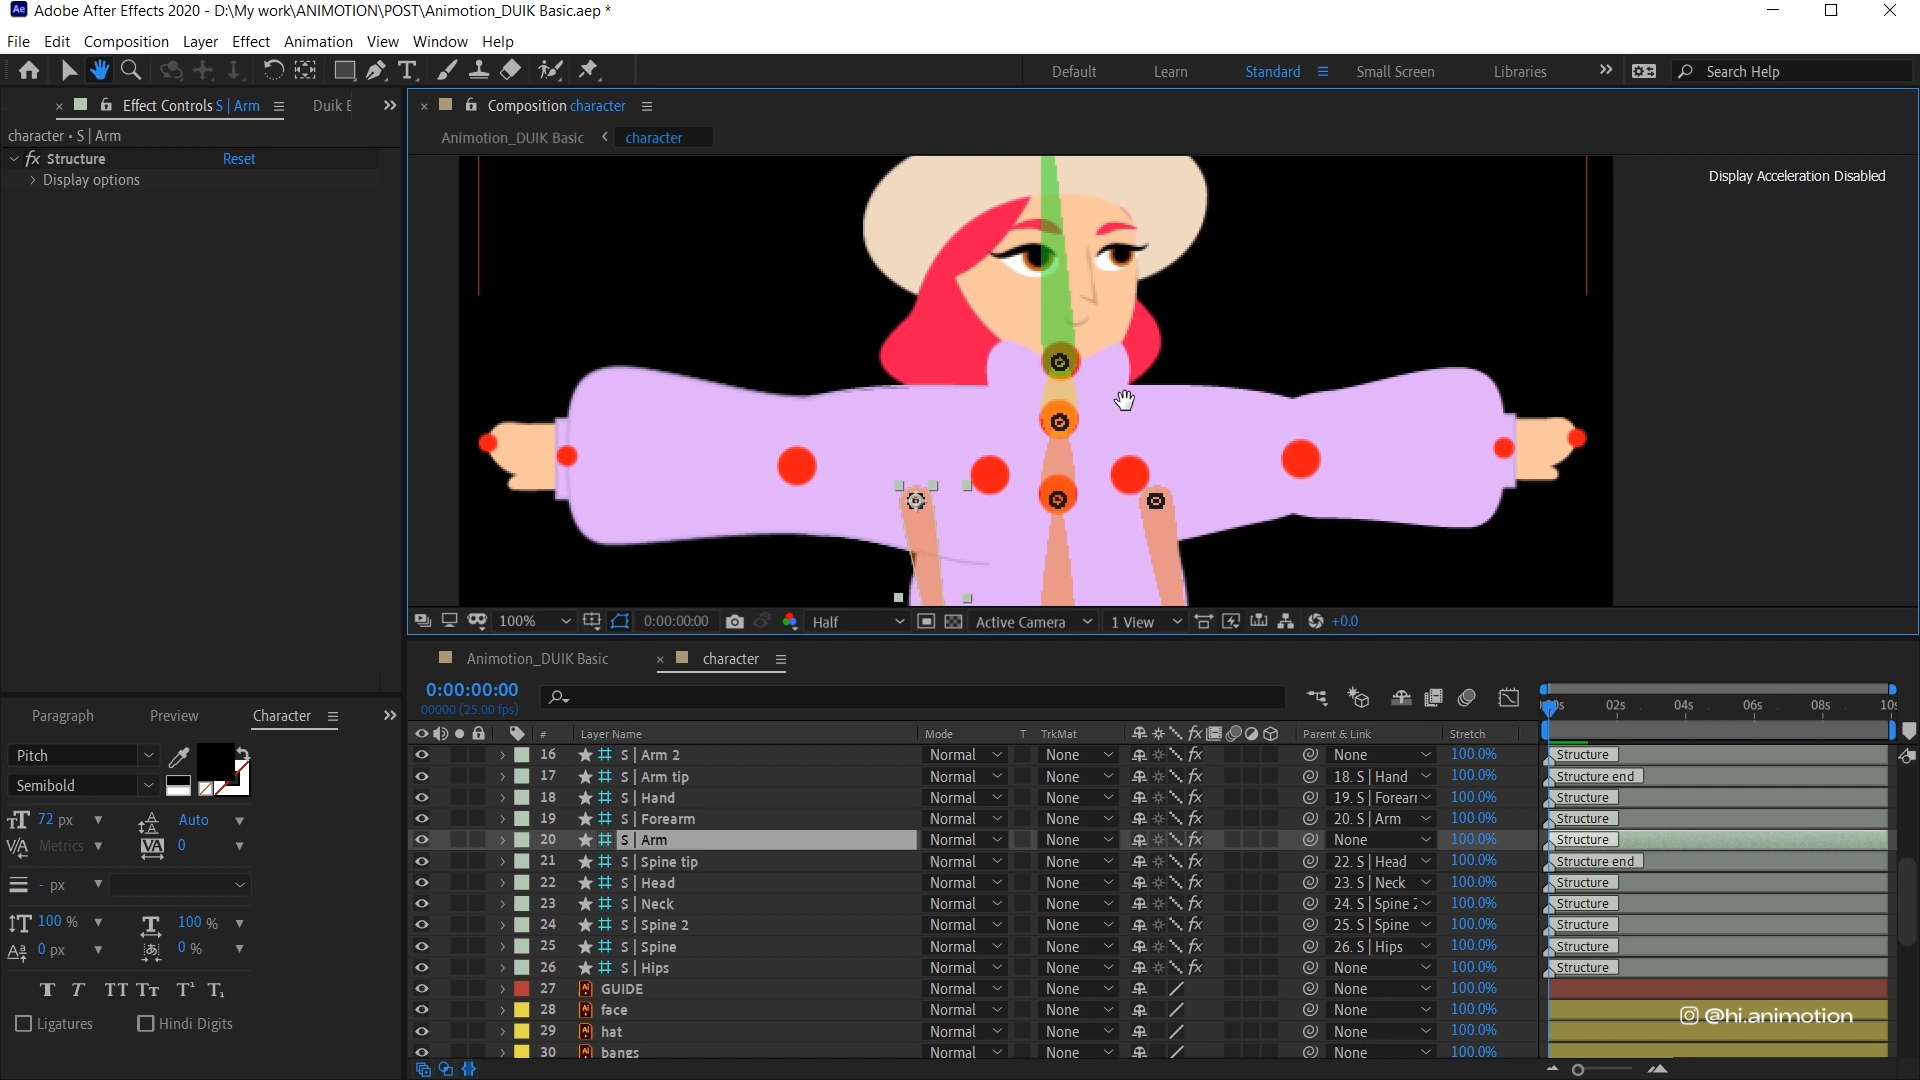 Adobe After Effects 2020 - D:\My work\ANIMOTION\POST\Animotion_DUIK Basic.aep *
File Edit Composition Layer Effect Animation View Window Help
Default Learn Standard Small Screen Libraries Search Help
Effect Controls S | Arm Duik E
Composition character
character • S | Arm
Animotion_DUIK Basic < character
fx Structure Reset
Display options
Display Acceleration Disabled
100% 0:00:00:00 Half Active Camera 1 View +0.0
Animotion_DUIK Basic character
0:00:00:00
00000 (25.00 fps)
02s 04s 06s 08s 10s
Paragraph Preview Character
# Layer Name Mode T TrkMat Parent & Link Stretch
Pitch
Semibold
72 px Auto
Metrics 0
- px
100 % 100 %
0 px 0 %
Ligatures Hindi Digits
16 S | Arm 2 Normal None None 100.0% Structure
17 S | Arm tip Normal None 18. S | Hand 100.0% Structure end
18 S | Hand Normal None 19. S | Forearm 100.0% Structure
19 S | Forearm Normal None 20. S | Arm 100.0% Structure
20 S | Arm Normal None None 100.0% Structure
21 S | Spine tip Normal None 22. S | Head 100.0% Structure end
22 S | Head Normal None 23. S | Neck 100.0% Structure
23 S | Neck Normal None 24. S | Spine 2 100.0% Structure
24 S | Spine 2 Normal None 25. S | Spine 100.0% Structure
25 S | Spine Normal None 26. S | Hips 100.0% Structure
26 S | Hips Normal None None 100.0% Structure
27 GUIDE Normal None None 100.0%
28 face Normal None None 100.0%
29 hat Normal None None 100.0%
30 bangs Normal None None 100.0%
@hi.animotion